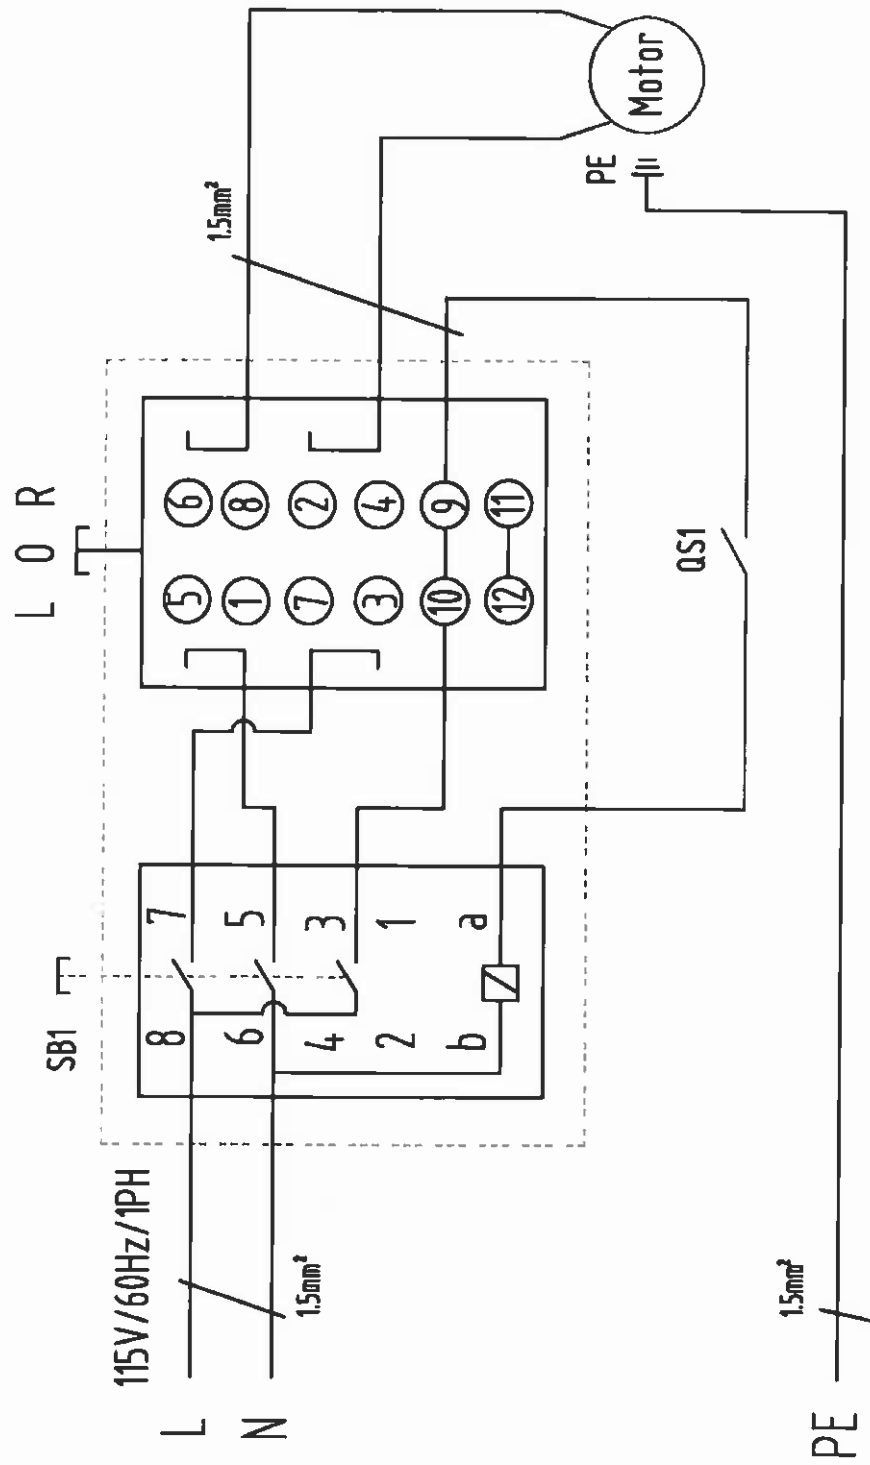 L O R
SB1
115V/60Hz/1PH
L
N
1.5mm²
8 7
6 5
4 3
2 1
b a
5 6
1 8
7 2
3 4
10 9
12 11
1.5mm²
Motor
PE
QS1
PE
1.5mm²